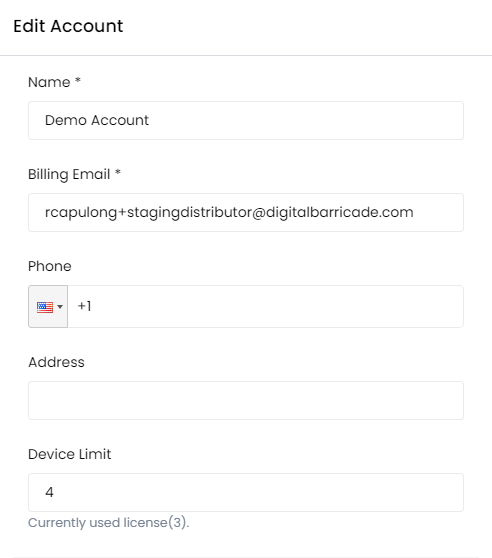 Edit Account
Name *
Demo Account
Billing Email *
rcapulong+stagingdistributor@digitalbarricade.com
Phone
+1
Address
Device Limit
4
Currently used license(3).